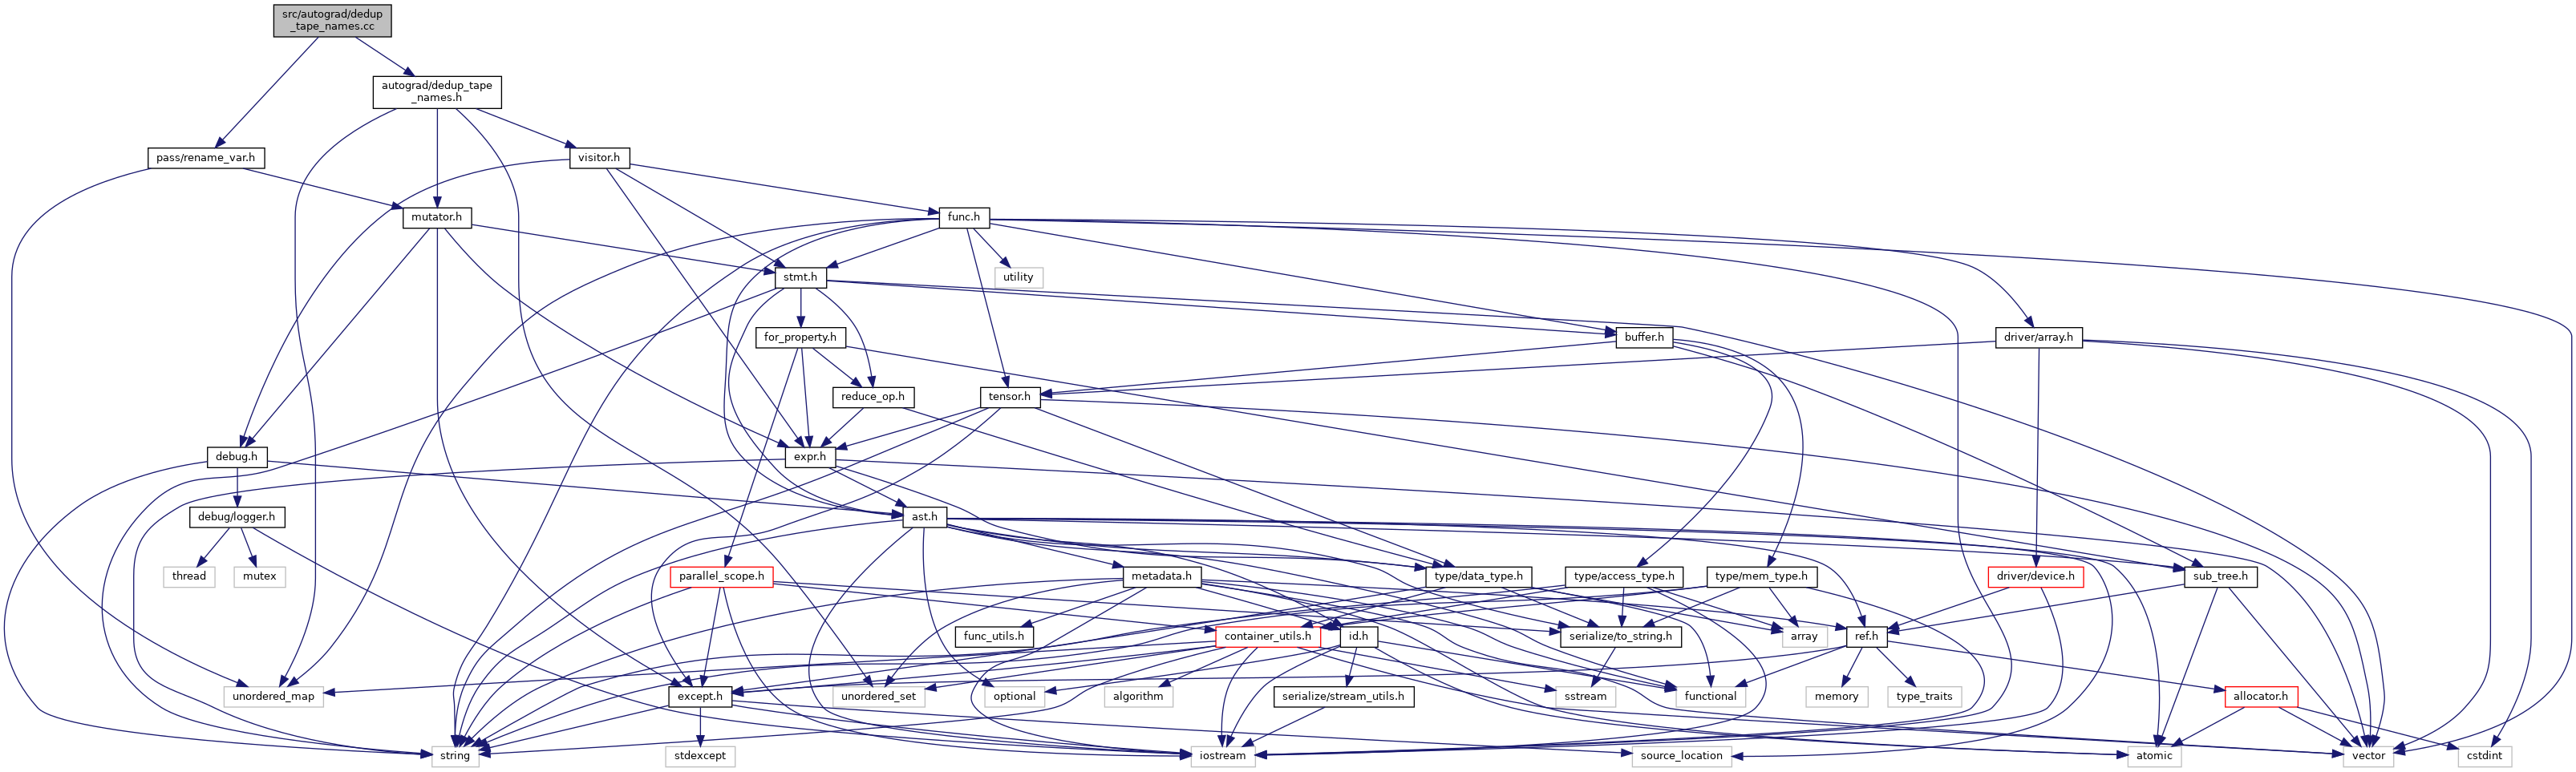 src/autograd/dedup
_tape_names.cc
autograd/dedup_tape
_names.h
pass/rename_var.h
visitor.h
mutator.h
func.h
stmt.h
utility
for_property.h
buffer.h
driver/array.h
reduce_op.h
tensor.h
debug.h
expr.h
debug/logger.h
ast.h
thread
mutex
parallel_scope.h
metadata.h
type/data_type.h
type/access_type.h
type/mem_type.h
driver/device.h
sub_tree.h
func_utils.h
container_utils.h
id.h
serialize/to_string.h
array
ref.h
unordered_map
except.h
unordered_set
optional
algorithm
serialize/stream_utils.h
sstream
functional
memory
type_traits
allocator.h
string
stdexcept
iostream
source_location
atomic
vector
cstdint